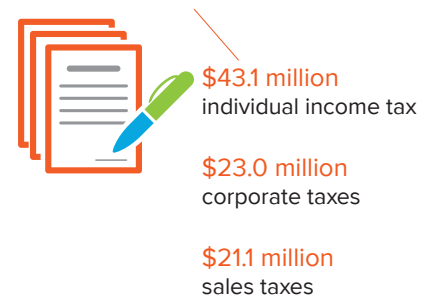 $43.1 million
individual income tax
$23.0 million
corporate taxes
$21.1 million
sales taxes